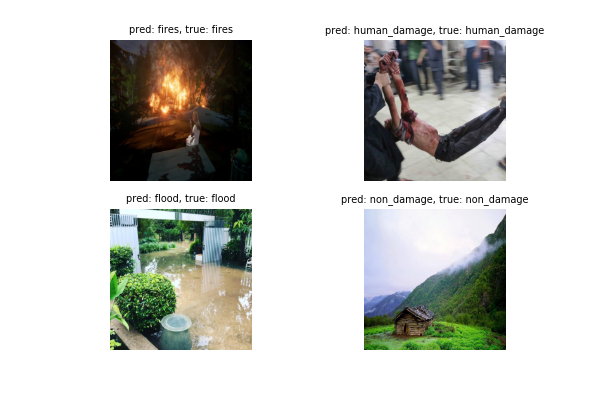 pred: fires, true: fires
pred: human_damage, true: human_damage
pred: flood, true: flood
pred: non_damage, true: non_damage